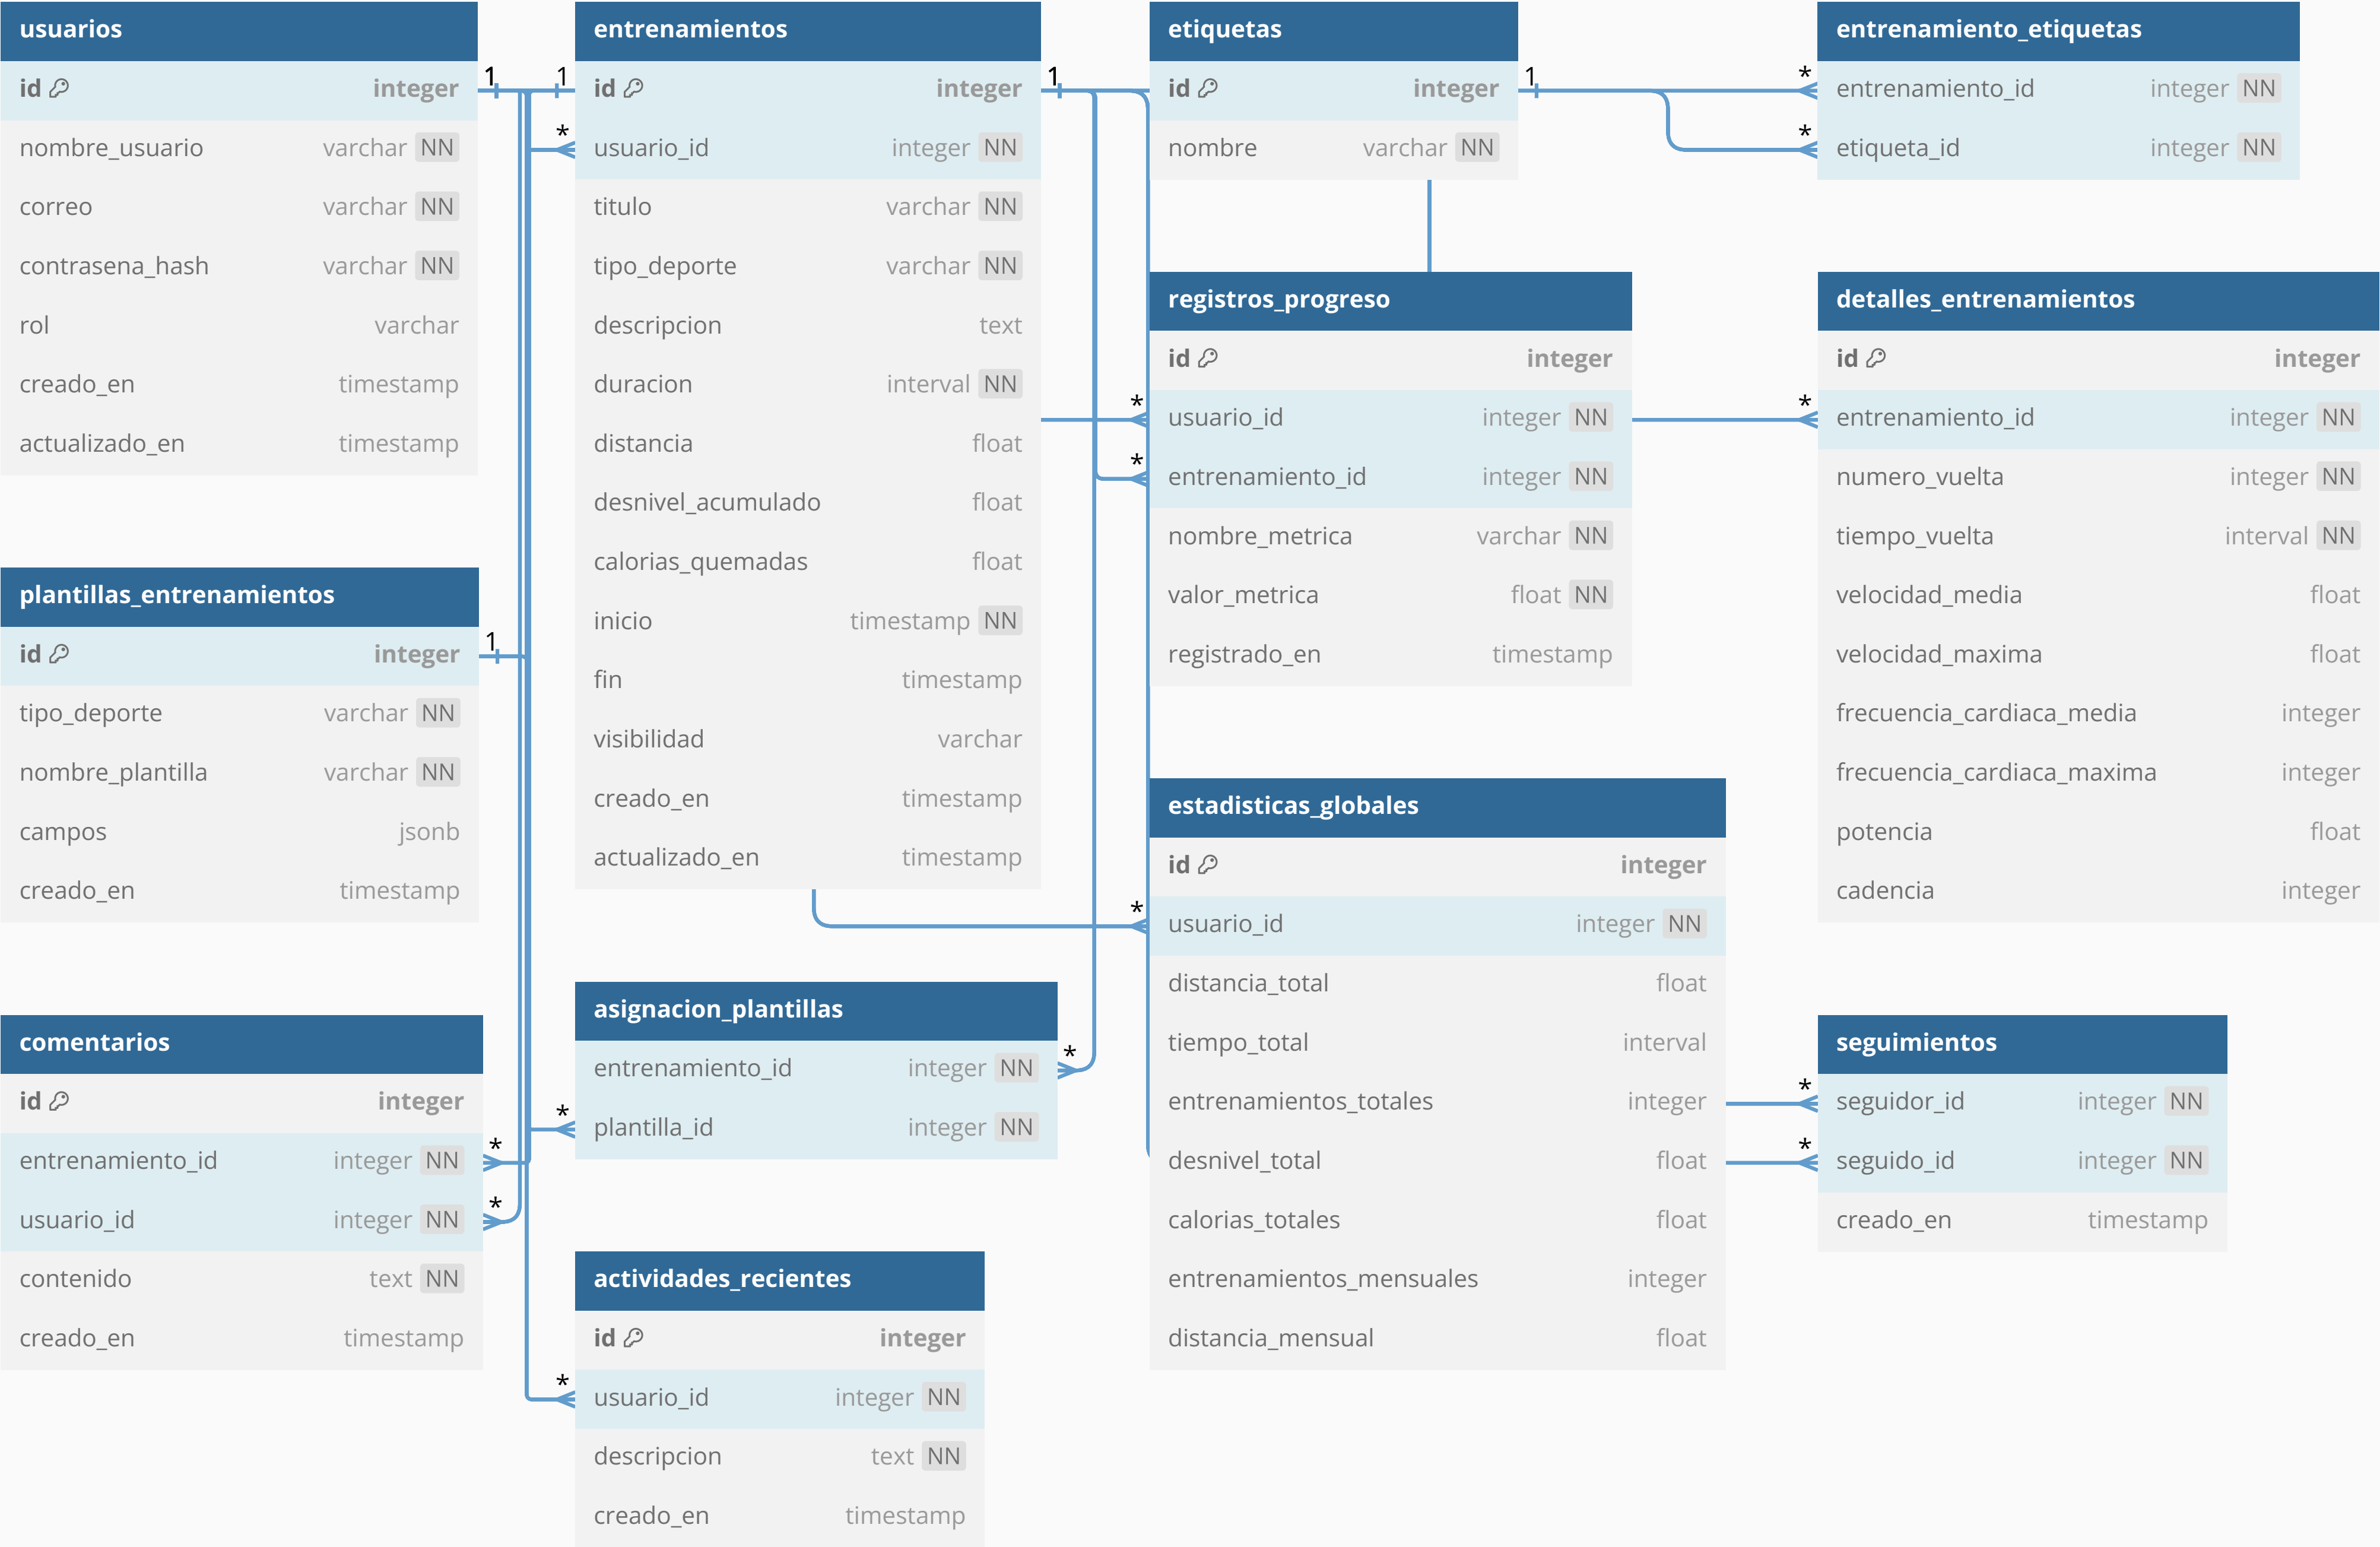 usuarios
id integer
nombre_usuario varchar NN
correo varchar NN
contrasena_hash varchar NN
rol varchar
creado_en timestamp
actualizado_en timestamp
1
plantillas_entrenamientos
id integer
tipo_deporte varchar NN
nombre_plantilla varchar NN
campos jsonb
creado_en timestamp
1
comentarios
id integer
entrenamiento_id integer NN *
usuario_id integer NN *
contenido text NN
creado_en timestamp
entrenamientos
1 id integer 1
* usuario_id integer NN
titulo varchar NN
tipo_deporte varchar NN
descripcion text
duracion interval NN
distancia float
desnivel_acumulado float
calorias_quemadas float
inicio timestamp NN
fin timestamp
visibilidad varchar
creado_en timestamp
actualizado_en timestamp
asignacion_plantillas
entrenamiento_id integer NN *
* plantilla_id integer NN
actividades_recientes
id integer
* usuario_id integer NN
descripcion text NN
creado_en timestamp
etiquetas
id integer 1
nombre varchar NN
registros_progreso
id integer
* usuario_id integer NN
* entrenamiento_id integer NN
nombre_metrica varchar NN
valor_metrica float NN
registrado_en timestamp
estadisticas_globales
id integer
* usuario_id integer NN
distancia_total float
tiempo_total interval
entrenamientos_totales integer
desnivel_total float
calorias_totales float
entrenamientos_mensuales integer
distancia_mensual float
entrenamiento_etiquetas
* entrenamiento_id integer NN
* etiqueta_id integer NN
detalles_entrenamientos
id integer
* entrenamiento_id integer NN
numero_vuelta integer NN
tiempo_vuelta interval NN
velocidad_media float
velocidad_maxima float
frecuencia_cardiaca_media integer
frecuencia_cardiaca_maxima integer
potencia float
cadencia integer
seguimientos
* seguidor_id integer NN
* seguido_id integer NN
creado_en timestamp